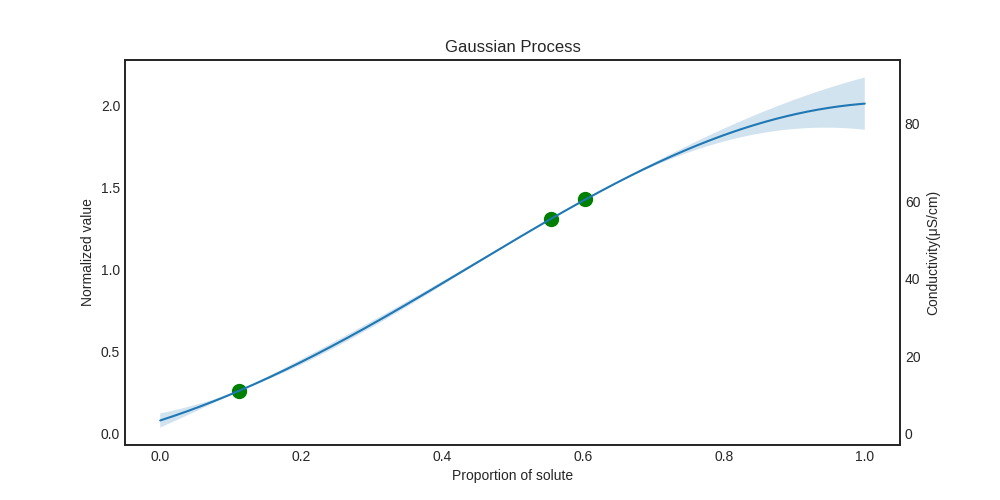 Gaussian Process
Normalized value
2.0
1.5
1.0
0.5
0.0
80
60
40
20
0
Conductivity(μS/cm)
0.0 0.2 0.4 0.6 0.8 1.0
Proportion of solute